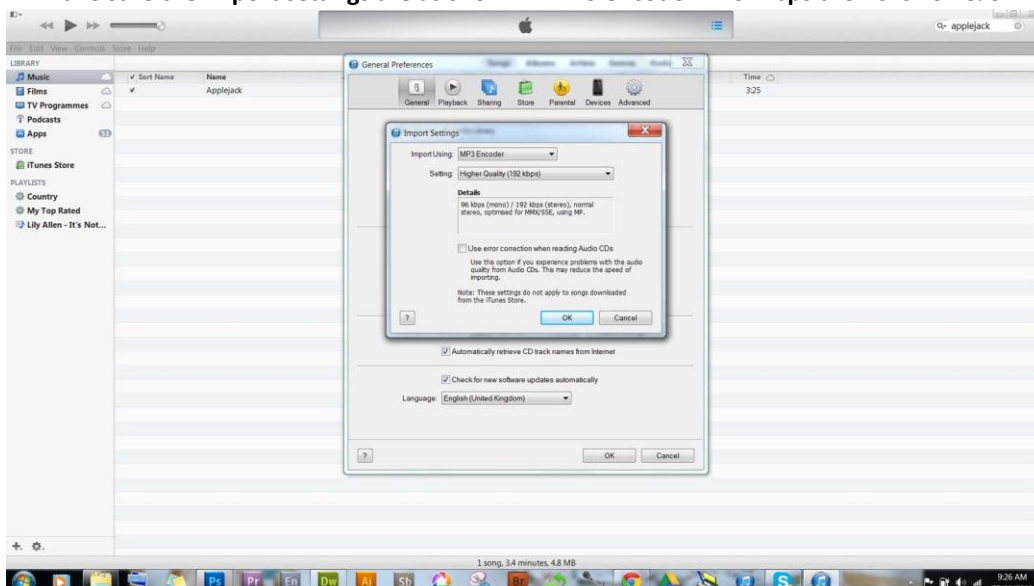 applejack
File Edit View Controls Store Help
LIBRARY
Music
Films
TV Programmes
Podcasts
Apps 53
STORE
iTunes Store
PLAYLISTS
Country
My Top Rated
Lily Allen - It's Not...
Sort Name Name Time
Applejack 3:25
General Preferences
General Playback Sharing Store Parental Devices Advanced
Import Settings
Import Using: MP3 Encoder
Setting: Higher Quality (192 kbps)
Details
96 kbps (mono) / 192 kbps (stereo), normal
stereo, optimised for MMX/SSE, using MP.
Use error correction when reading Audio CDs
Use this option if you experience problems with the audio
quality from Audio CDs. This may reduce the speed of
importing.
Note: These settings do not apply to songs downloaded
from the iTunes Store.
? OK Cancel
Automatically retrieve CD track names from Internet
Check for new software updates automatically
Language: English (United Kingdom)
? OK Cancel
1 song, 3.4 minutes, 4.8 MB
Ps Pr En Dw Ai Sb Br
9:26 AM